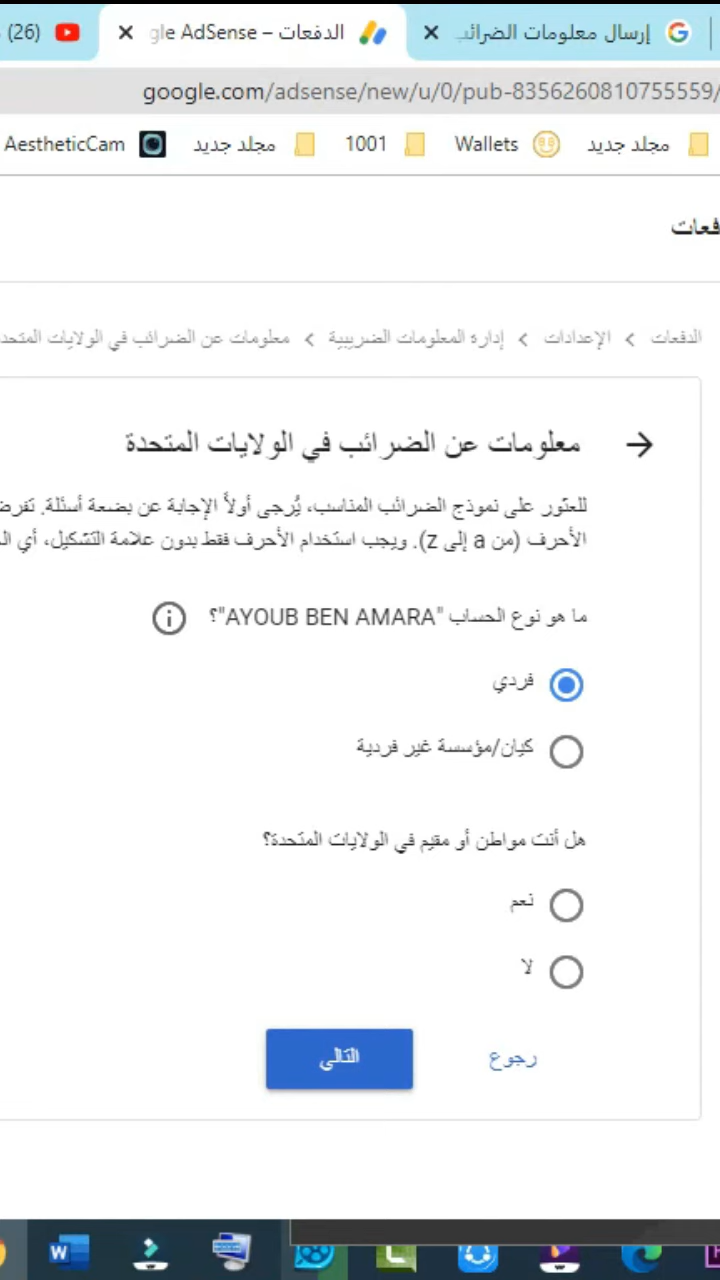 إرسال معلومات الضرائب
الدفعات – gle AdSense
(26)
google.com/adsense/new/u/0/pub-8356260810755559/
مجلد جديد
Wallets
1001
مجلد جديد
AestheticCam
فعات
الدفعات > الإعدادات > إدارة المعلومات الضريبية > معلومات عن الضرائب في الولايات المتحد
معلومات عن الضرائب في الولايات المتحدة
للعثور على نموذج الضرائب المناسب، يُرجى أولاً الإجابة عن بضعة أسئلة. تفرض
الأحرف (من a إلى z). ويجب استخدام الأحرف فقط بدون علامة التشكيل، أي ال
ما هو نوع الحساب "AYOUB BEN AMARA"؟
فردي
كيان/مؤسسة غير فردية
هل أنت مواطن أو مقيم في الولايات المتحدة؟
نعم
لا
رجوع
التالي